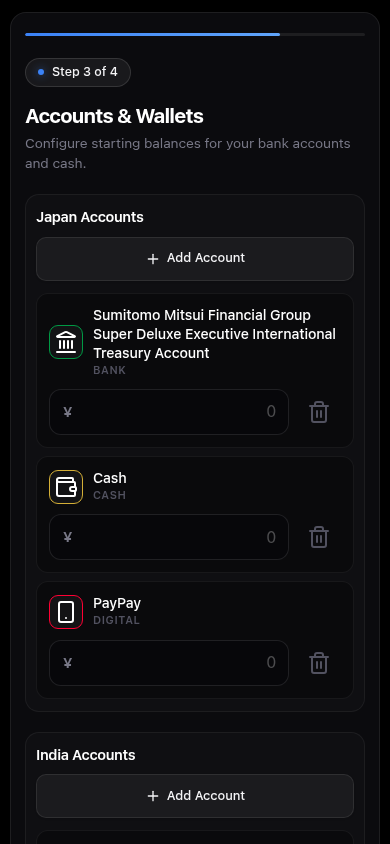 Step 3 of 4
Accounts & Wallets
Configure starting balances for your bank accounts
and cash.
Japan Accounts
+ Add Account
Sumitomo Mitsui Financial Group
Super Deluxe Executive International
Treasury Account
BANK
¥ 0
Cash
CASH
¥ 0
PayPay
DIGITAL
¥ 0
India Accounts
+ Add Account